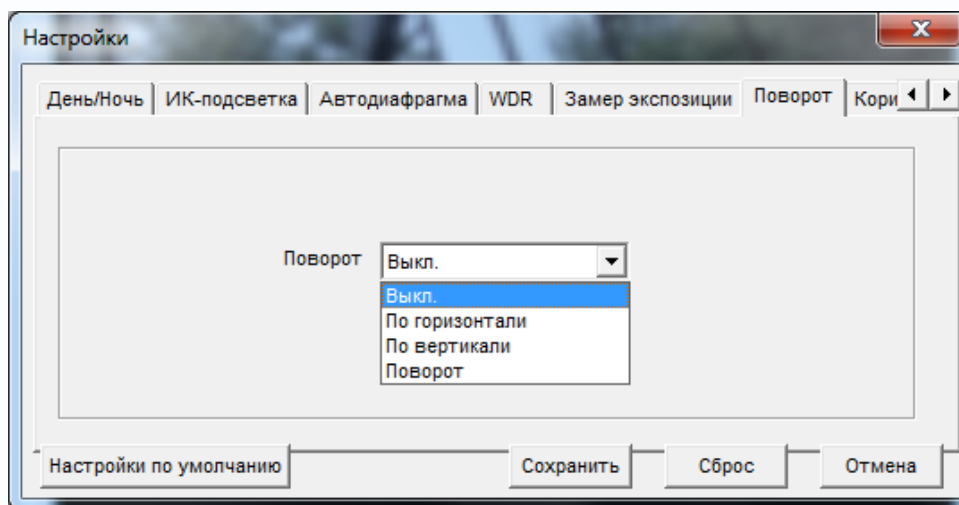 Настройки
День/Ночь ИК-подсветка Автодиафрагма WDR Замер экспозиции Поворот Кори
Поворот Выкл.
Выкл.
По горизонтали
По вертикали
Поворот
Настройки по умолчанию Сохранить Сброс Отмена